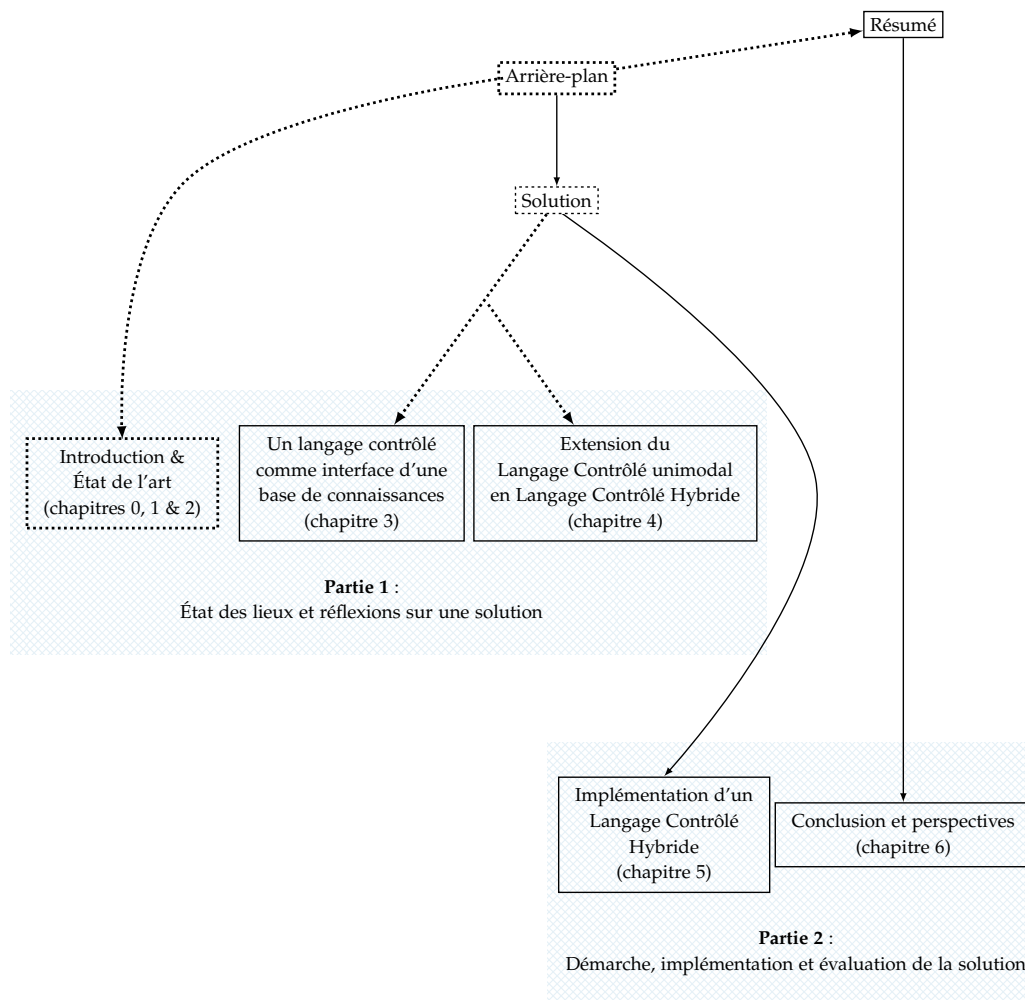 Résumé
Arrière-plan
Solution
Introduction &
État de l'art
(chapitres 0, 1 & 2)
Un langage contrôlé
comme interface d'une
base de connaissances
(chapitre 3)
Extension du
Langage Contrôlé unimodal
en Langage Contrôlé Hybride
(chapitre 4)
Partie 1 :
État des lieux et réflexions sur une solution
Implémentation d'un
Langage Contrôlé
Hybride
(chapitre 5)
Conclusion et perspectives
(chapitre 6)
Partie 2 :
Démarche, implémentation et évaluation de la solution